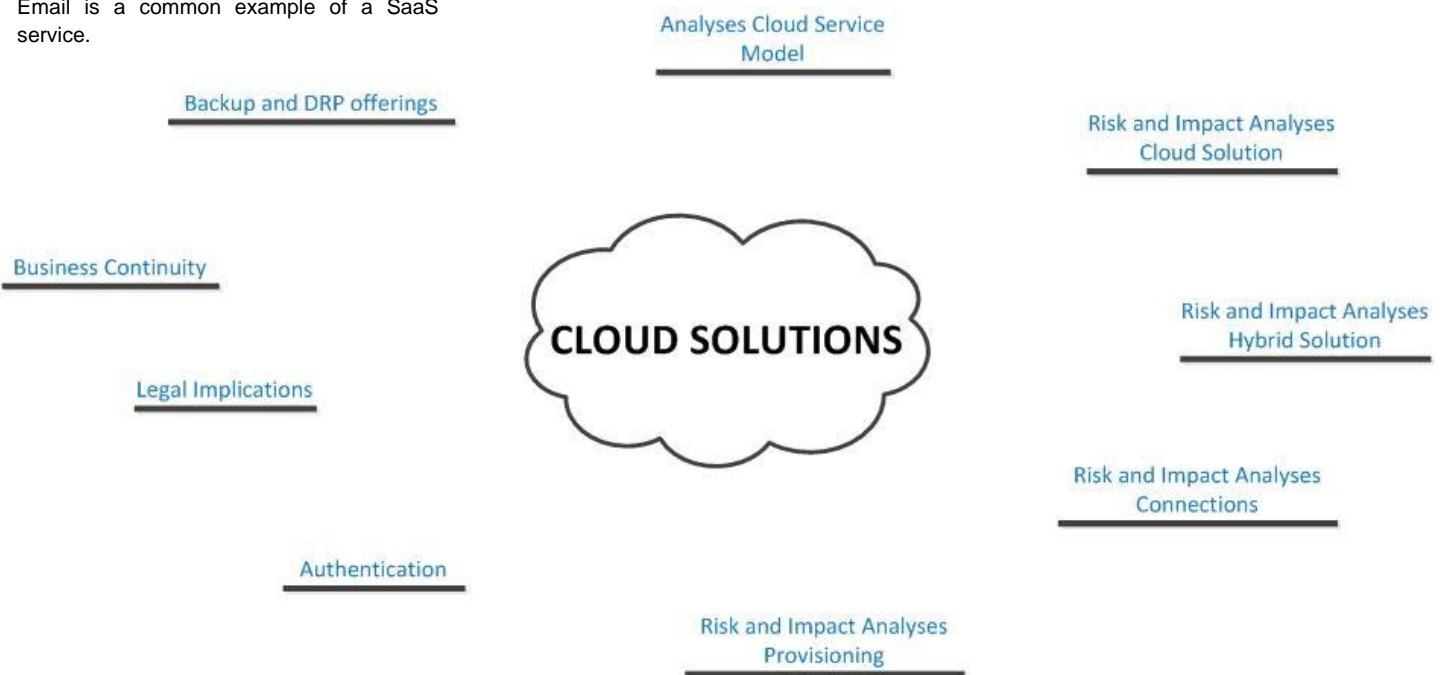 Email is a common example of a SaaS
service.
Analyses Cloud Service
Model
Backup and DRP offerings
Risk and Impact Analyses
Cloud Solution
Business Continuity
Risk and Impact Analyses
Hybrid Solution
CLOUD SOLUTIONS
Legal Implications
Risk and Impact Analyses
Connections
Authentication
Risk and Impact Analyses
Provisioning